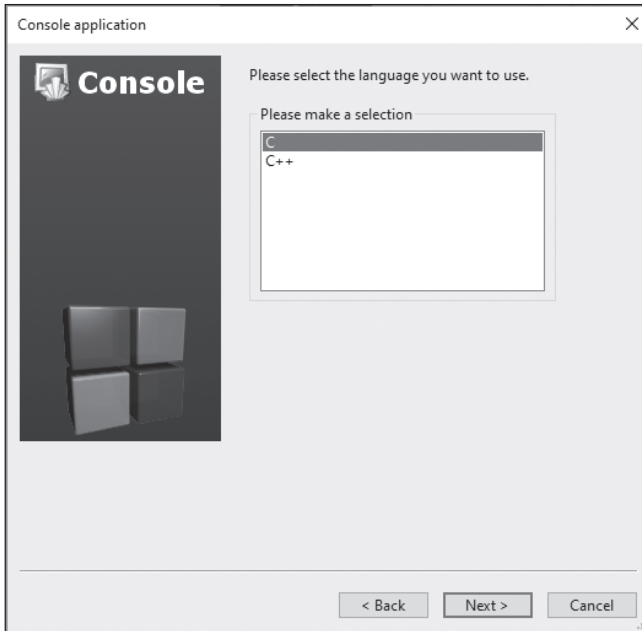 Console application
Console
Please select the language you want to use.
Please make a selection
C
C++
< Back
Next >
Cancel